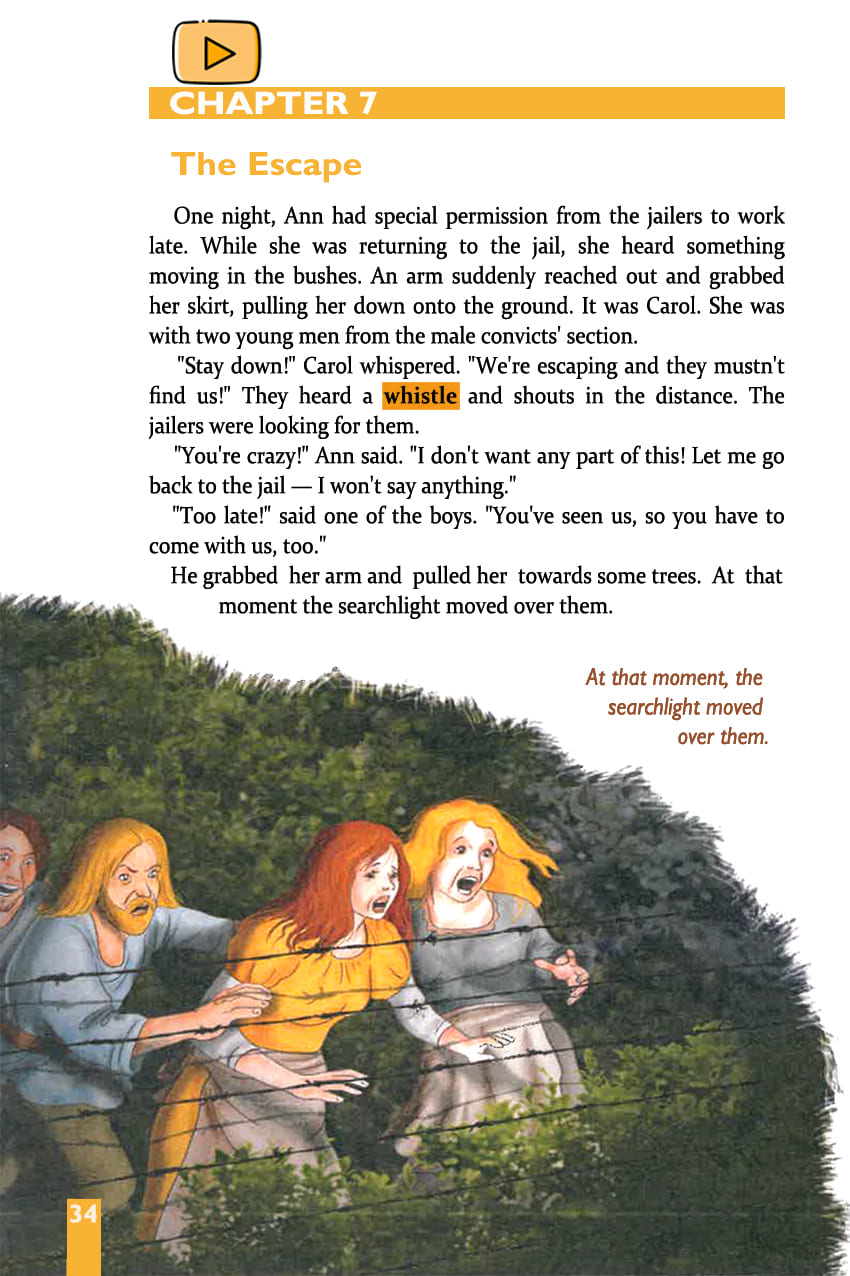 CHAPTER 7
The Escape
One night, Ann had special permission from the jailers to work
late. While she was returning to the jail, she heard something
moving in the bushes. An arm suddenly reached out and grabbed
her skirt, pulling her down onto the ground. It was Carol. She was
with two young men from the male convicts' section.
"Stay down!" Carol whispered. "We're escaping and they mustn't
find us!" They heard a whistle and shouts in the distance. The
jailers were looking for them.
"You're crazy!" Ann said. "I don't want any part of this! Let me go
back to the jail — I won't say anything."
"Too late!" said one of the boys. "You've seen us, so you have to
come with us, too."
He grabbed her arm and pulled her towards some trees. At that
moment the searchlight moved over them.
At that moment, the
searchlight moved
over them.
34